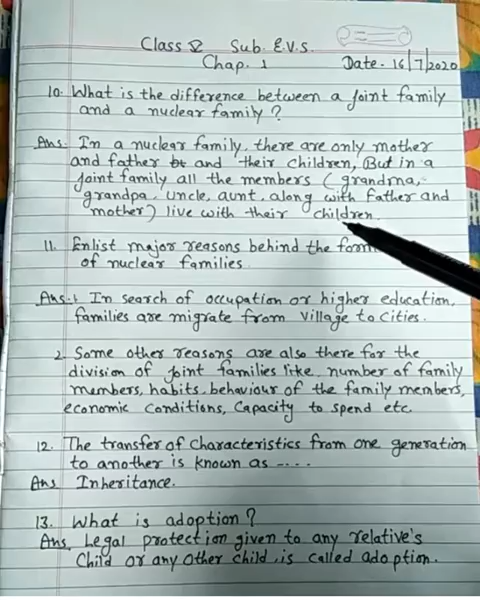 Class V Sub. E.V.S.
Chap. 1 Date. 16/7/2020
10. What is the difference between a joint family
and a nuclear family?
Ans. In a nuclear family, there are only mother
and father and their children, But in a
joint family all the members (grandma,
grandpa, uncle, aunt, along with father and
mother) live with their children.
11. Enlist major reasons behind the form
of nuclear families.
Ans. 1. In search of occupation or higher education,
families are migrate from village to cities.
2. Some other reasons are also there for the
division of joint families like, number of family
members, habits, behaviour of the family members,
economic conditions, capacity to spend etc.
12. The transfer of characteristics from one generation
to another is known as ....
Ans Inheritance.
13. What is adoption?
Ans. Legal protection given to any relative's
child or any other child, is called adoption.